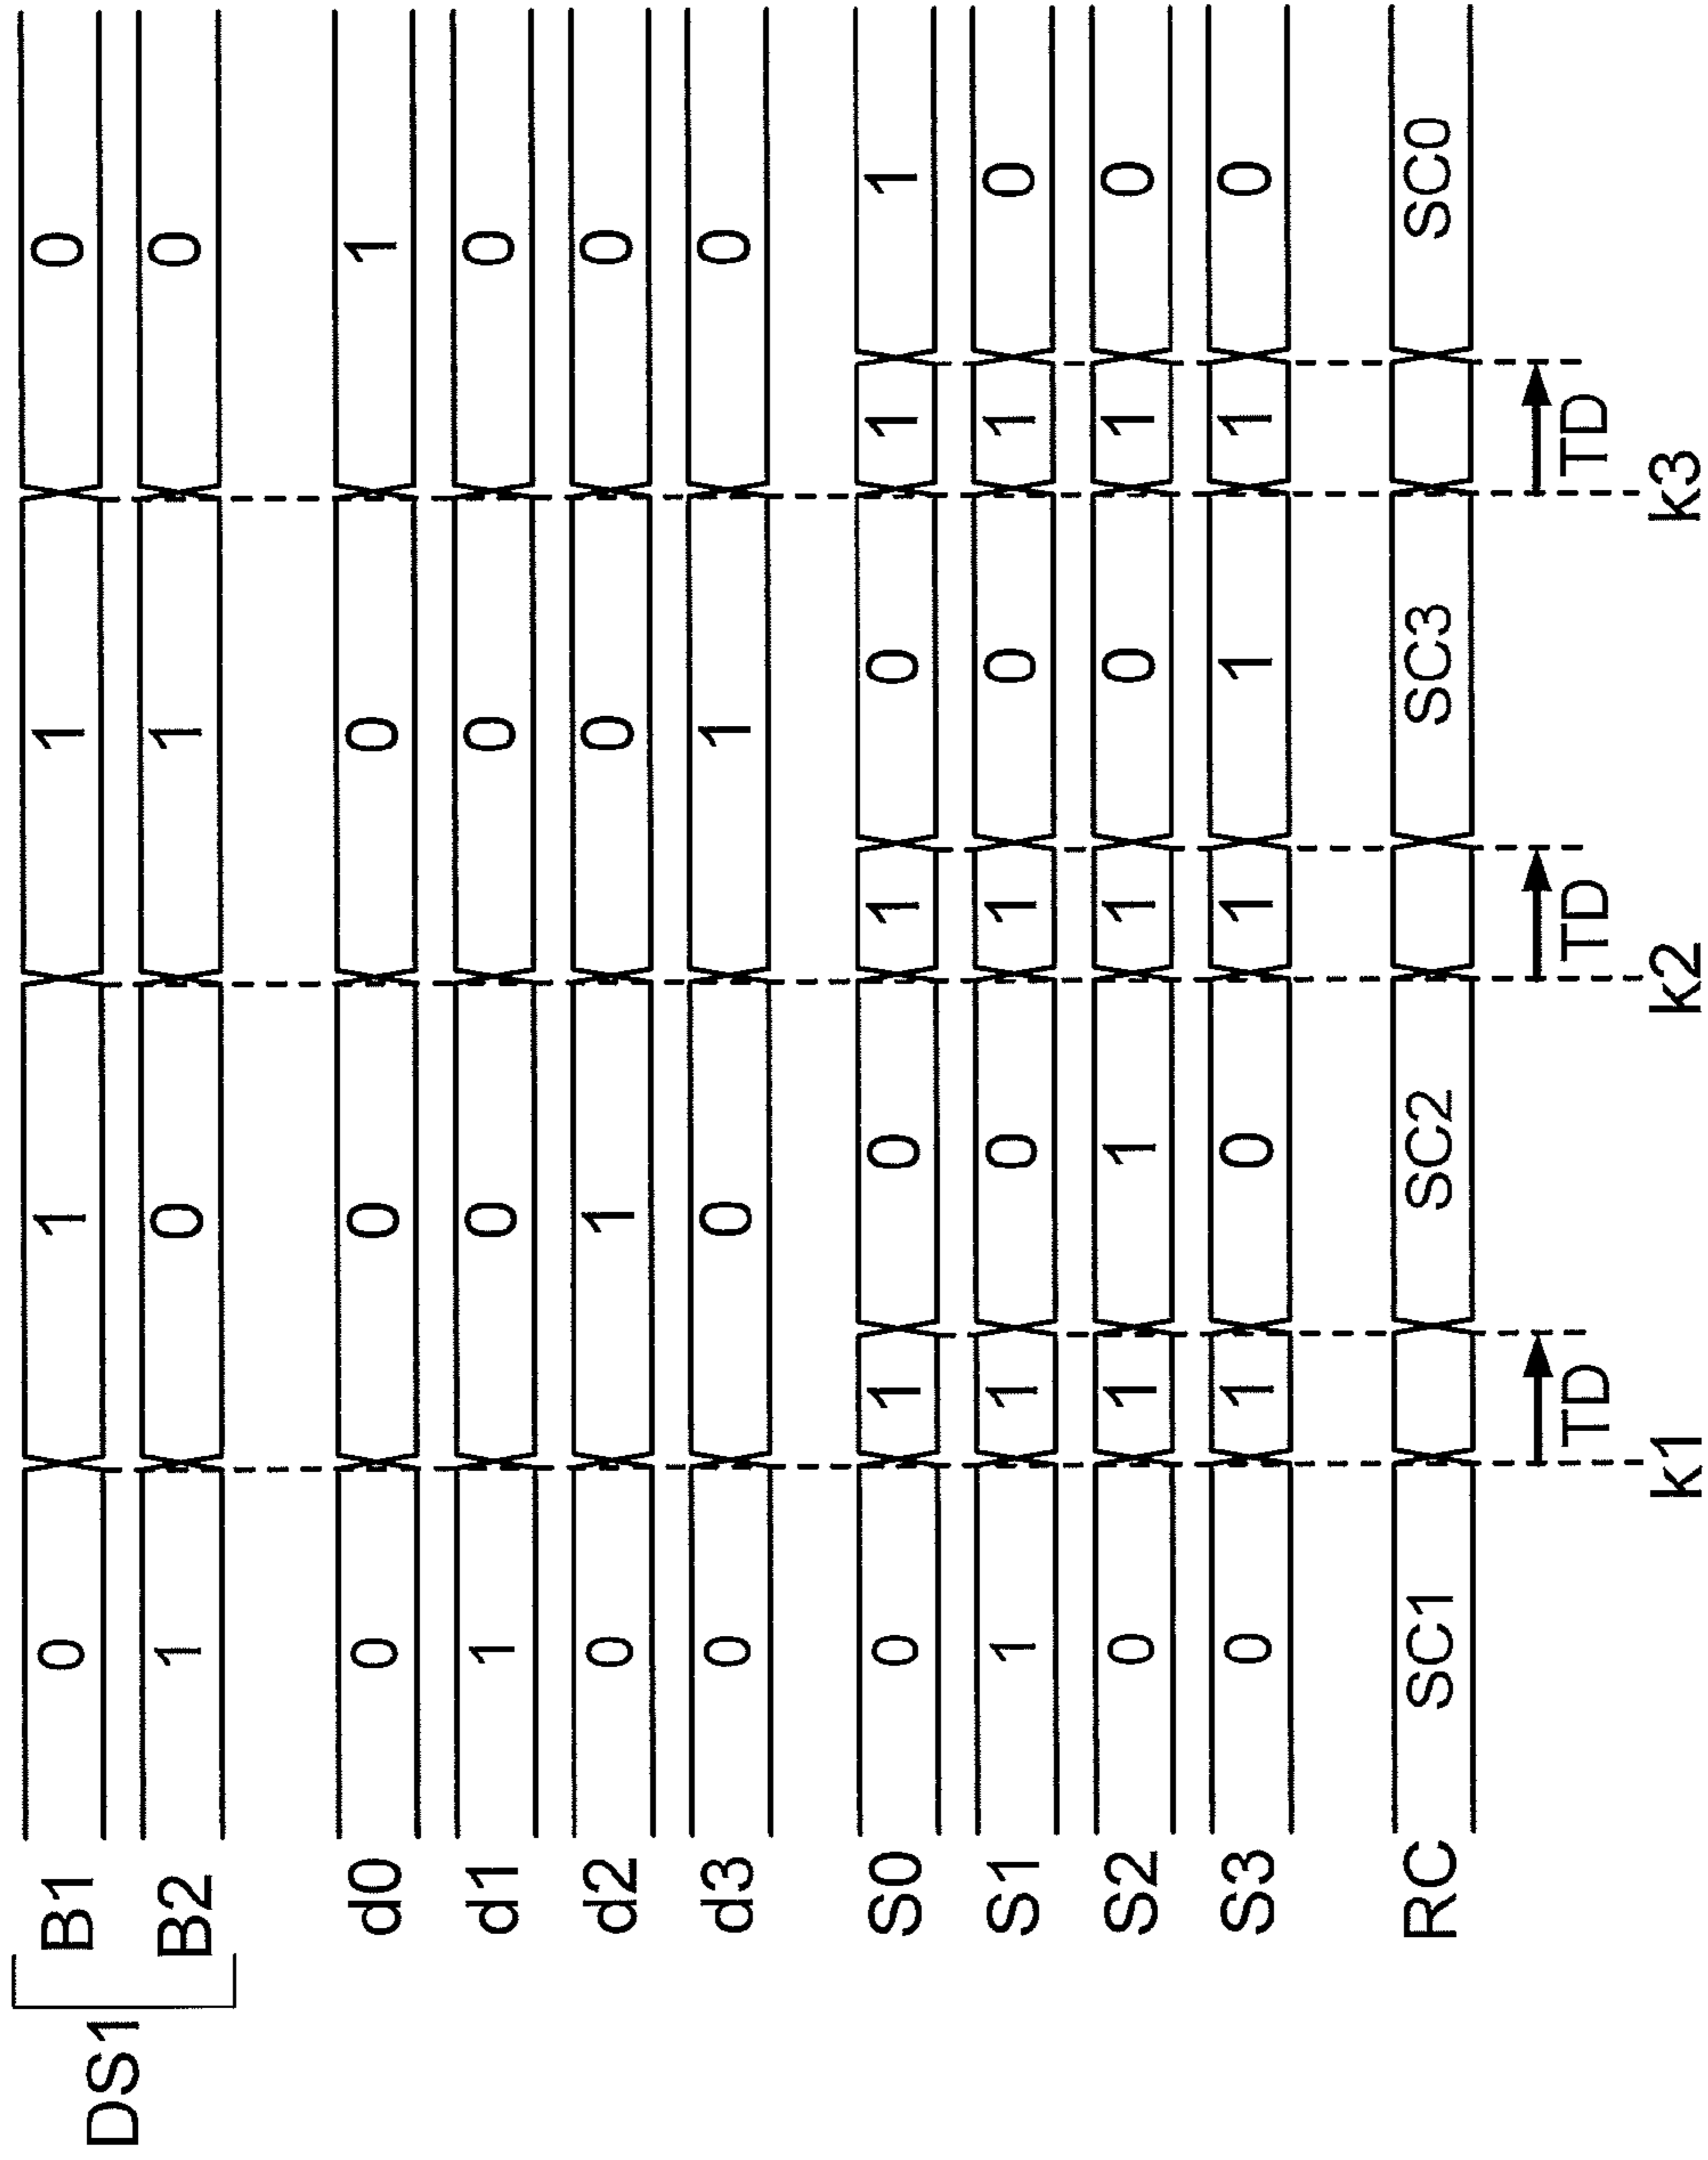 DS1
B1 0 1 1 0
B2 1 0 1 0
d0 0 0 0 1
d1 1 0 0 0
d2 0 1 0 0
d3 0 0 1 0
S0 0 1 0 1 0 1 1
S1 1 1 0 1 0 1 0
S2 0 1 1 1 0 1 0
S3 0 1 0 1 1 1 0
RC SC1 SC2 SC3 SC0
TD TD TD
k1 k2 k3